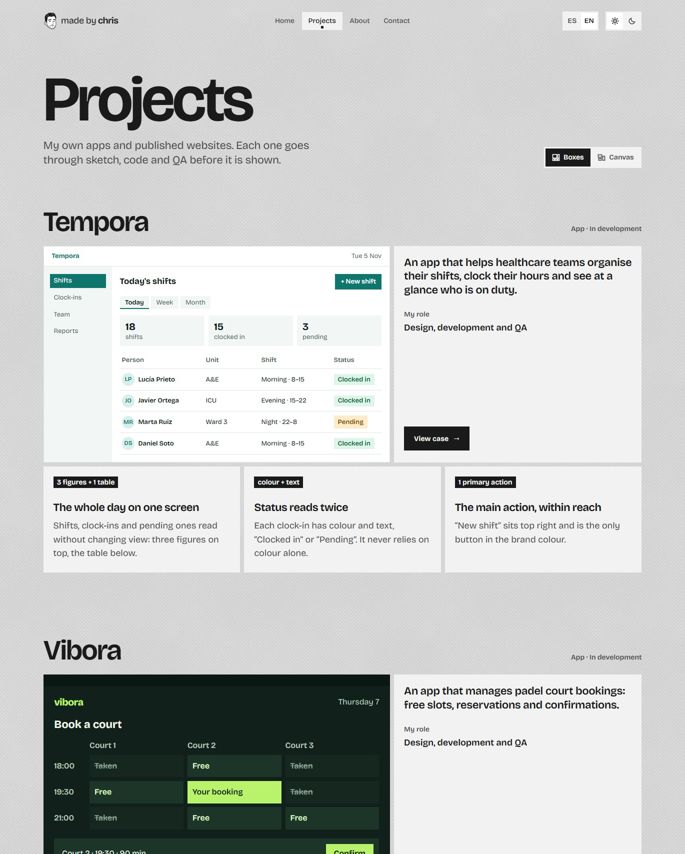 made by chris
Home
Projects
About
Contact
ES
EN
Projects
My own apps and published websites. Each one goes
through sketch, code and QA before it is shown.
Boxes
Canvas
Tempora
App · In development
Tempora
Tue 5 Nov
Shifts
Clock-ins
Team
Reports
Today's shifts
+ New shift
Today
Week
Month
18
shifts
15
clocked in
3
pending
Person
Unit
Shift
Status
LP Lucía Prieto A&E Morning · 8–15 Clocked in
JO Javier Ortega ICU Evening · 15–22 Clocked in
MR Marta Ruiz Ward 3 Night · 22–8 Pending
DS Daniel Soto A&E Morning · 8–15 Clocked in
An app that helps healthcare teams organise
their shifts, clock their hours and see at a
glance who is on duty.
My role
Design, development and QA
View case →
3 figures + 1 table
The whole day on one screen
Shifts, clock-ins and pending ones read
without changing view: three figures on
top, the table below.
colour + text
Status reads twice
Each clock-in has colour and text,
"Clocked in" or "Pending". It never relies on
colour alone.
1 primary action
The main action, within reach
"New shift" sits top right and is the only
button in the brand colour.
Vibora
App · In development
vibora
Thursday 7
Book a court
Court 1
Court 2
Court 3
18:00 Taken Free Taken
19:30 Free Your booking Taken
21:00 Taken Free Free
Court 2 · 19:30 · 90 min
Confirm
An app that manages padel court bookings:
free slots, reservations and confirmations.
My role
Design, development and QA